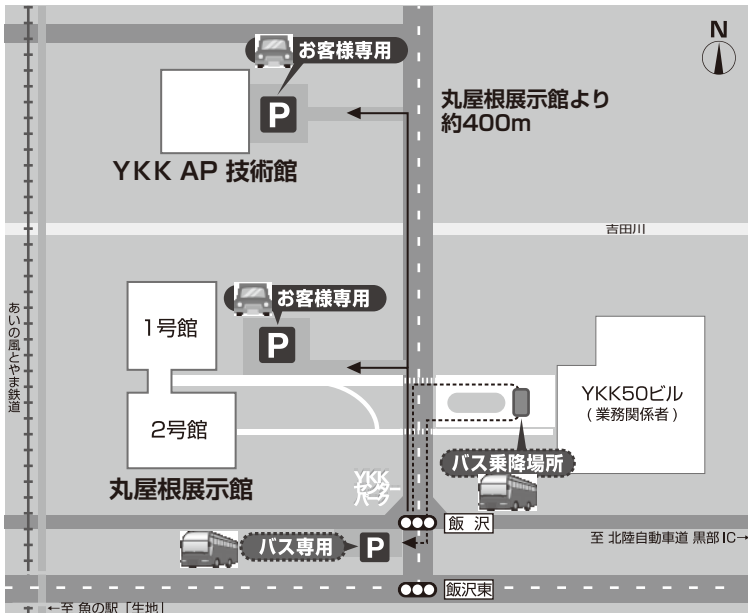 N
お客様専用
P
丸屋根展示館より
約400m
YKK AP 技術館
吉田川
あいの風とやま鉄道
お客様専用
1号館
P
YKK50ビル
(業務関係者)
2号館
バス乗降場所
丸屋根展示館
YKK
センター
パーク
飯沢
至 北陸自動車道 黒部IC→
バス専用
P
飯沢東
←至 魚の駅「生地」